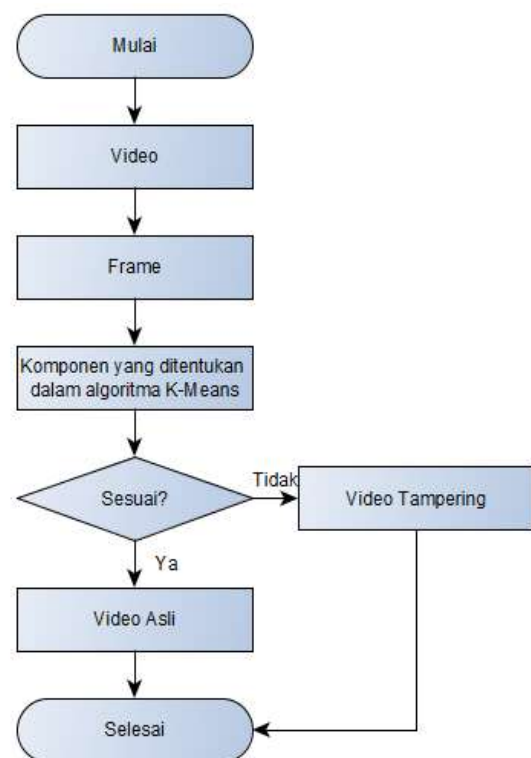 Mulai
Video
Frame
Komponen yang ditentukan
dalam algoritma K-Means
Sesuai?
Tidak
Video Tampering
Ya
Video Asli
Selesai